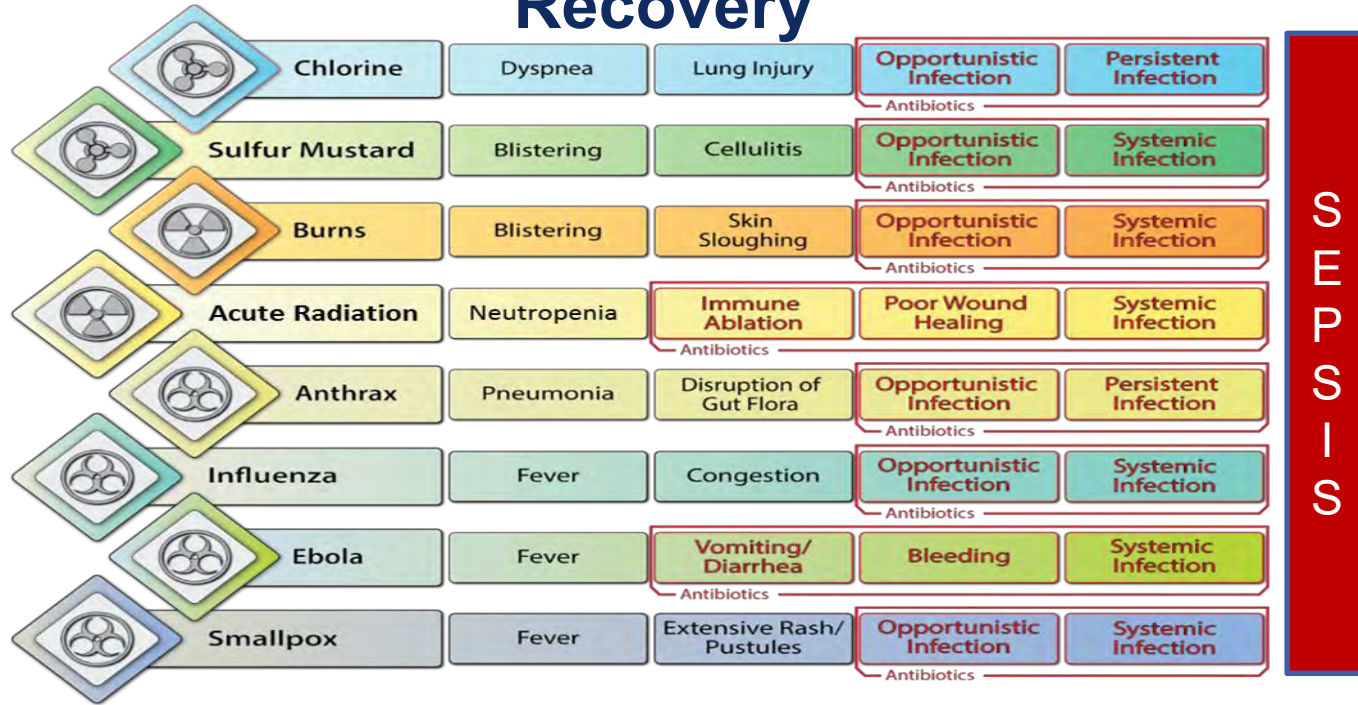 Recovery
Chlorine
Dyspnea
Lung Injury
Opportunistic
Infection
Persistent
Infection
Antibiotics
Sulfur Mustard
Blistering
Cellulitis
Opportunistic
Infection
Systemic
Infection
Antibiotics
Burns
Blistering
Skin
Sloughing
Opportunistic
Infection
Systemic
Infection
Antibiotics
Acute Radiation
Neutropenia
Immune
Ablation
Poor Wound
Healing
Systemic
Infection
Antibiotics
Anthrax
Pneumonia
Disruption of
Gut Flora
Opportunistic
Infection
Persistent
Infection
Antibiotics
Influenza
Fever
Congestion
Opportunistic
Infection
Systemic
Infection
Antibiotics
Ebola
Fever
Vomiting/
Diarrhea
Bleeding
Systemic
Infection
Antibiotics
Smallpox
Fever
Extensive Rash/
Pustules
Opportunistic
Infection
Systemic
Infection
Antibiotics
S
E
P
S
I
S